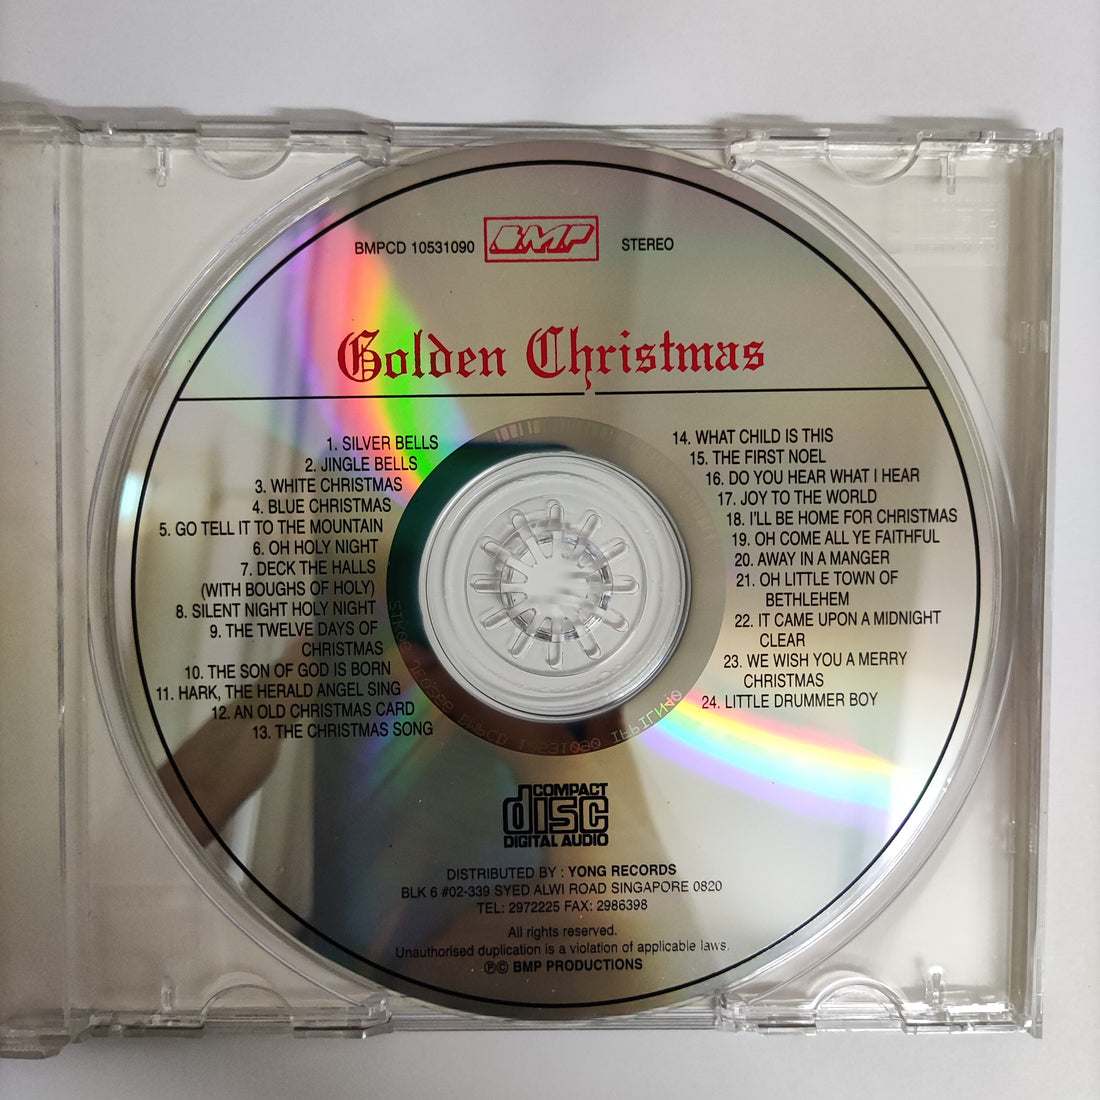 BMPCD 10531090 BMP STEREO
Golden Christmas
1. SILVER BELLS
2. JINGLE BELLS
3. WHITE CHRISTMAS
4. BLUE CHRISTMAS
5. GO TELL IT TO THE MOUNTAIN
6. OH HOLY NIGHT
7. DECK THE HALLS
(WITH BOUGHS OF HOLY)
8. SILENT NIGHT HOLY NIGHT
9. THE TWELVE DAYS OF
CHRISTMAS
10. THE SON OF GOD IS BORN
11. HARK, THE HERALD ANGEL SING
12. AN OLD CHRISTMAS CARD
13. THE CHRISTMAS SONG
14. WHAT CHILD IS THIS
15. THE FIRST NOEL
16. DO YOU HEAR WHAT I HEAR
17. JOY TO THE WORLD
18. I'LL BE HOME FOR CHRISTMAS
19. OH COME ALL YE FAITHFUL
20. AWAY IN A MANGER
21. OH LITTLE TOWN OF
BETHLEHEM
22. IT CAME UPON A MIDNIGHT
CLEAR
23. WE WISH YOU A MERRY
CHRISTMAS
24. LITTLE DRUMMER BOY
COMPACT
disc
DIGITAL AUDIO
DISTRIBUTED BY : YONG RECORDS
BLK 6 #02-339 SYED ALWI ROAD SINGAPORE 0820
TEL: 2972225 FAX: 2986398
All rights reserved.
Unauthorised duplication is a violation of applicable laws.
℗© BMP PRODUCTIONS